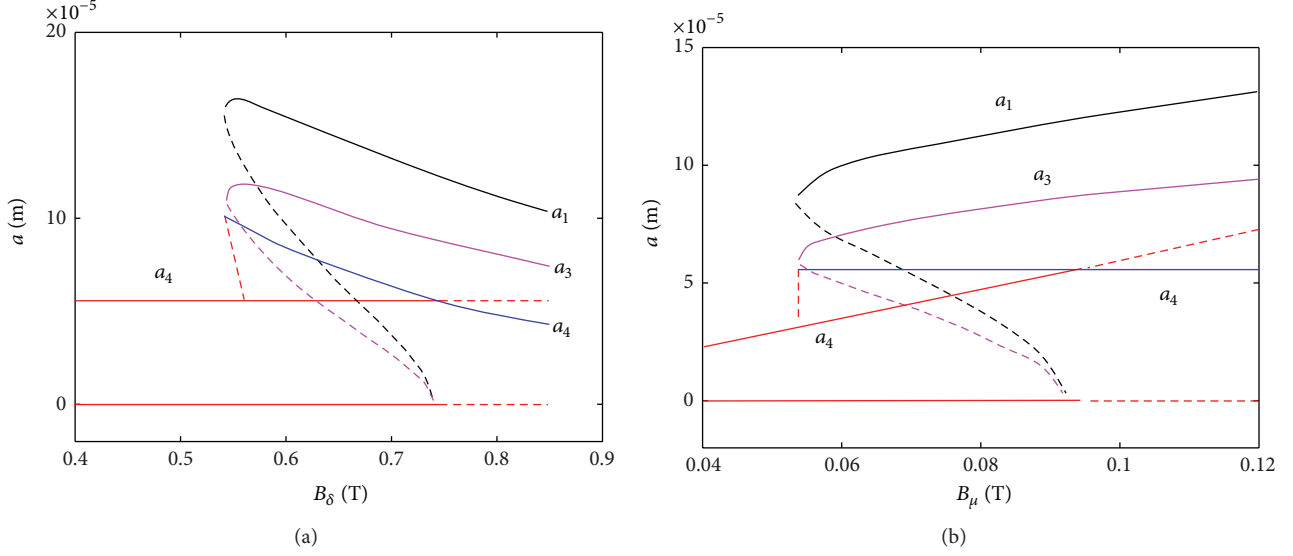 ×10⁻⁵
20
10
0
a (m)
a₁
a₃
a₄
a₄
0.4 0.5 0.6 0.7 0.8 0.9
B_δ (T)
(a)
×10⁻⁵
15
10
5
0
a (m)
a₁
a₃
a₄
a₄
0.04 0.06 0.08 0.1 0.12
B_μ (T)
(b)